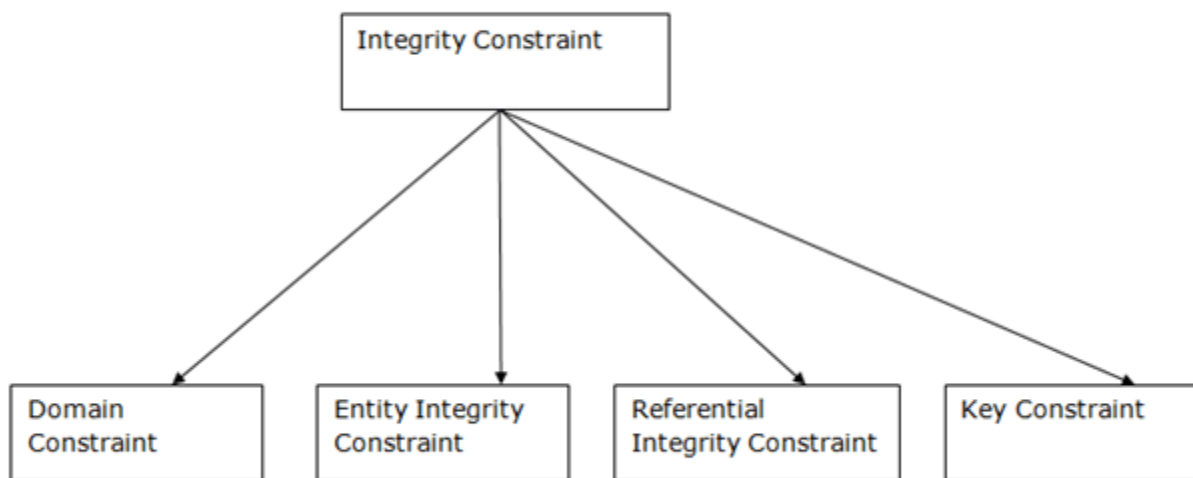 Integrity Constraint
Domain
Constraint
Entity Integrity
Constraint
Referential
Integrity Constraint
Key Constraint